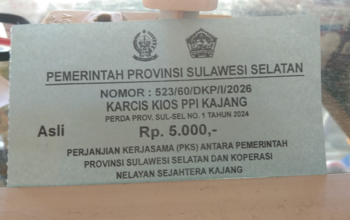 PEMERINTAH PROVINSI SULAWESI SELATAN
NOMOR : 523/60/DKP/I/2026
KARCIS KIOS PPI KAJANG
PERDA PROV. SUL-SEL NO. 1 TAHUN 2024
Asli Rp. 5.000,-
PERJANJIAN KERJASAMA (PKS) ANTARA PEMERINTAH
PROVINSI SULAWESI SELATAN DAN KOPERASI
NELAYAN SEJAHTERA KAJANG